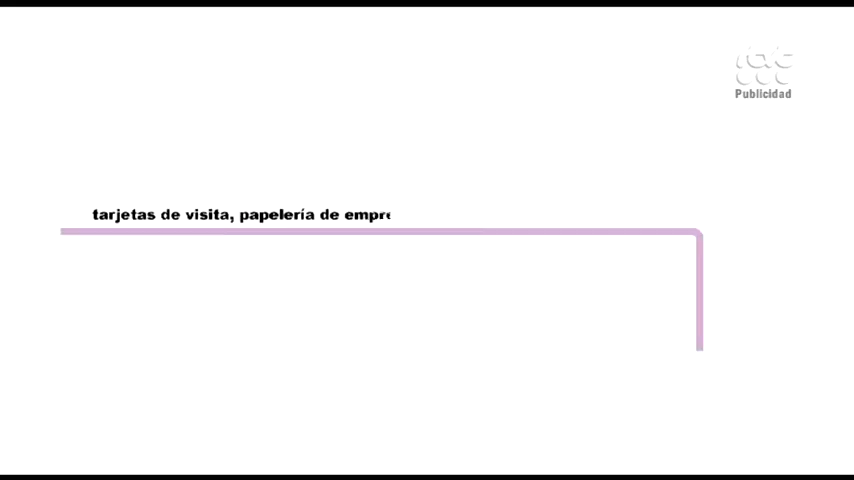 Publicidad
tarjetas de visita, papelería de empre